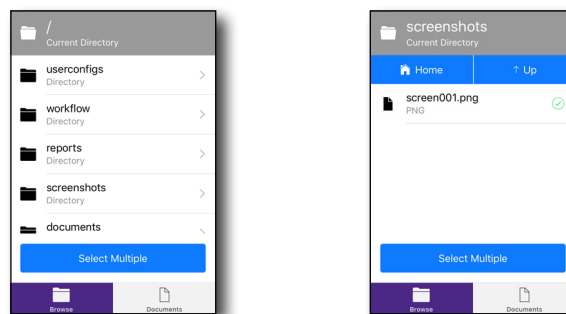 /
Current Directory
userconfigs
Directory
workflow
Directory
reports
Directory
screenshots
Directory
documents
Select Multiple
Browse
Documents
screenshots
Current Directory
Home
↑ Up
screen001.png
PNG
Select Multiple
Browse
Documents